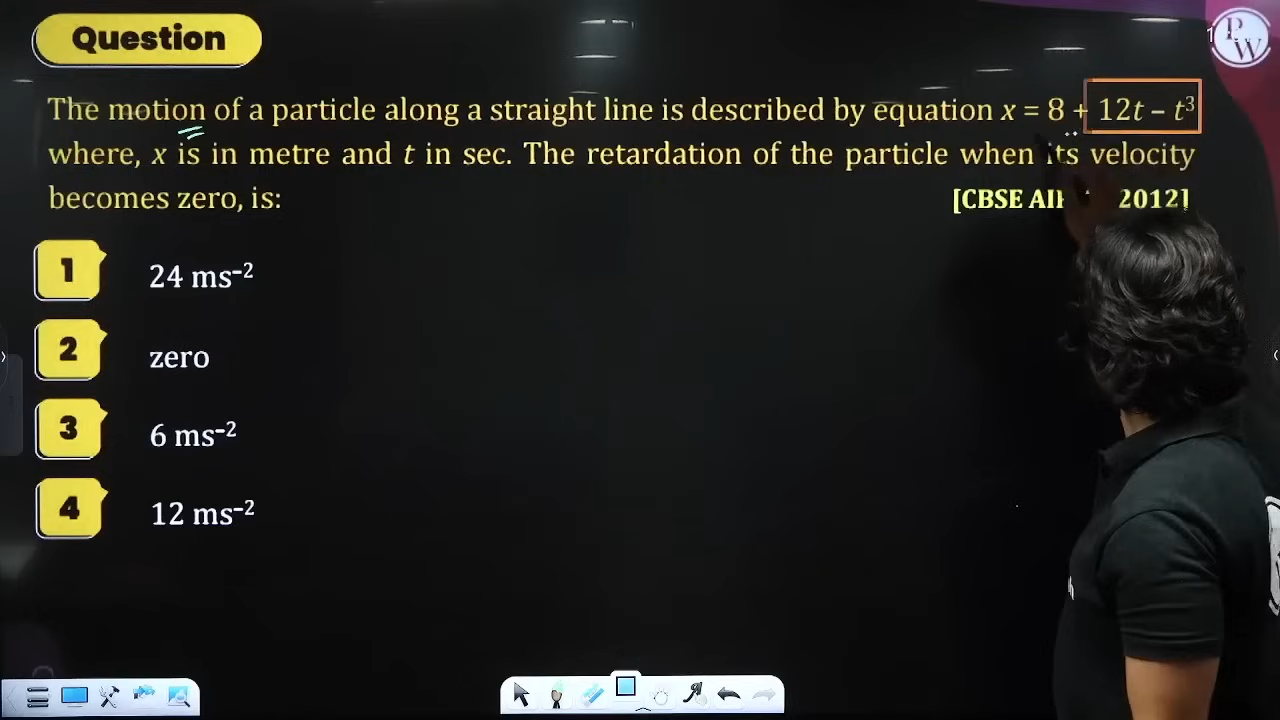 Question
The motion of a particle along a straight line is described by equation x = 8 + 12t – t³
where, x is in metre and t in sec. The retardation of the particle when its velocity
becomes zero, is:
[CBSE 2012]
1
24 ms⁻²
2
zero
3
6 ms⁻²
4
12 ms⁻²
PW